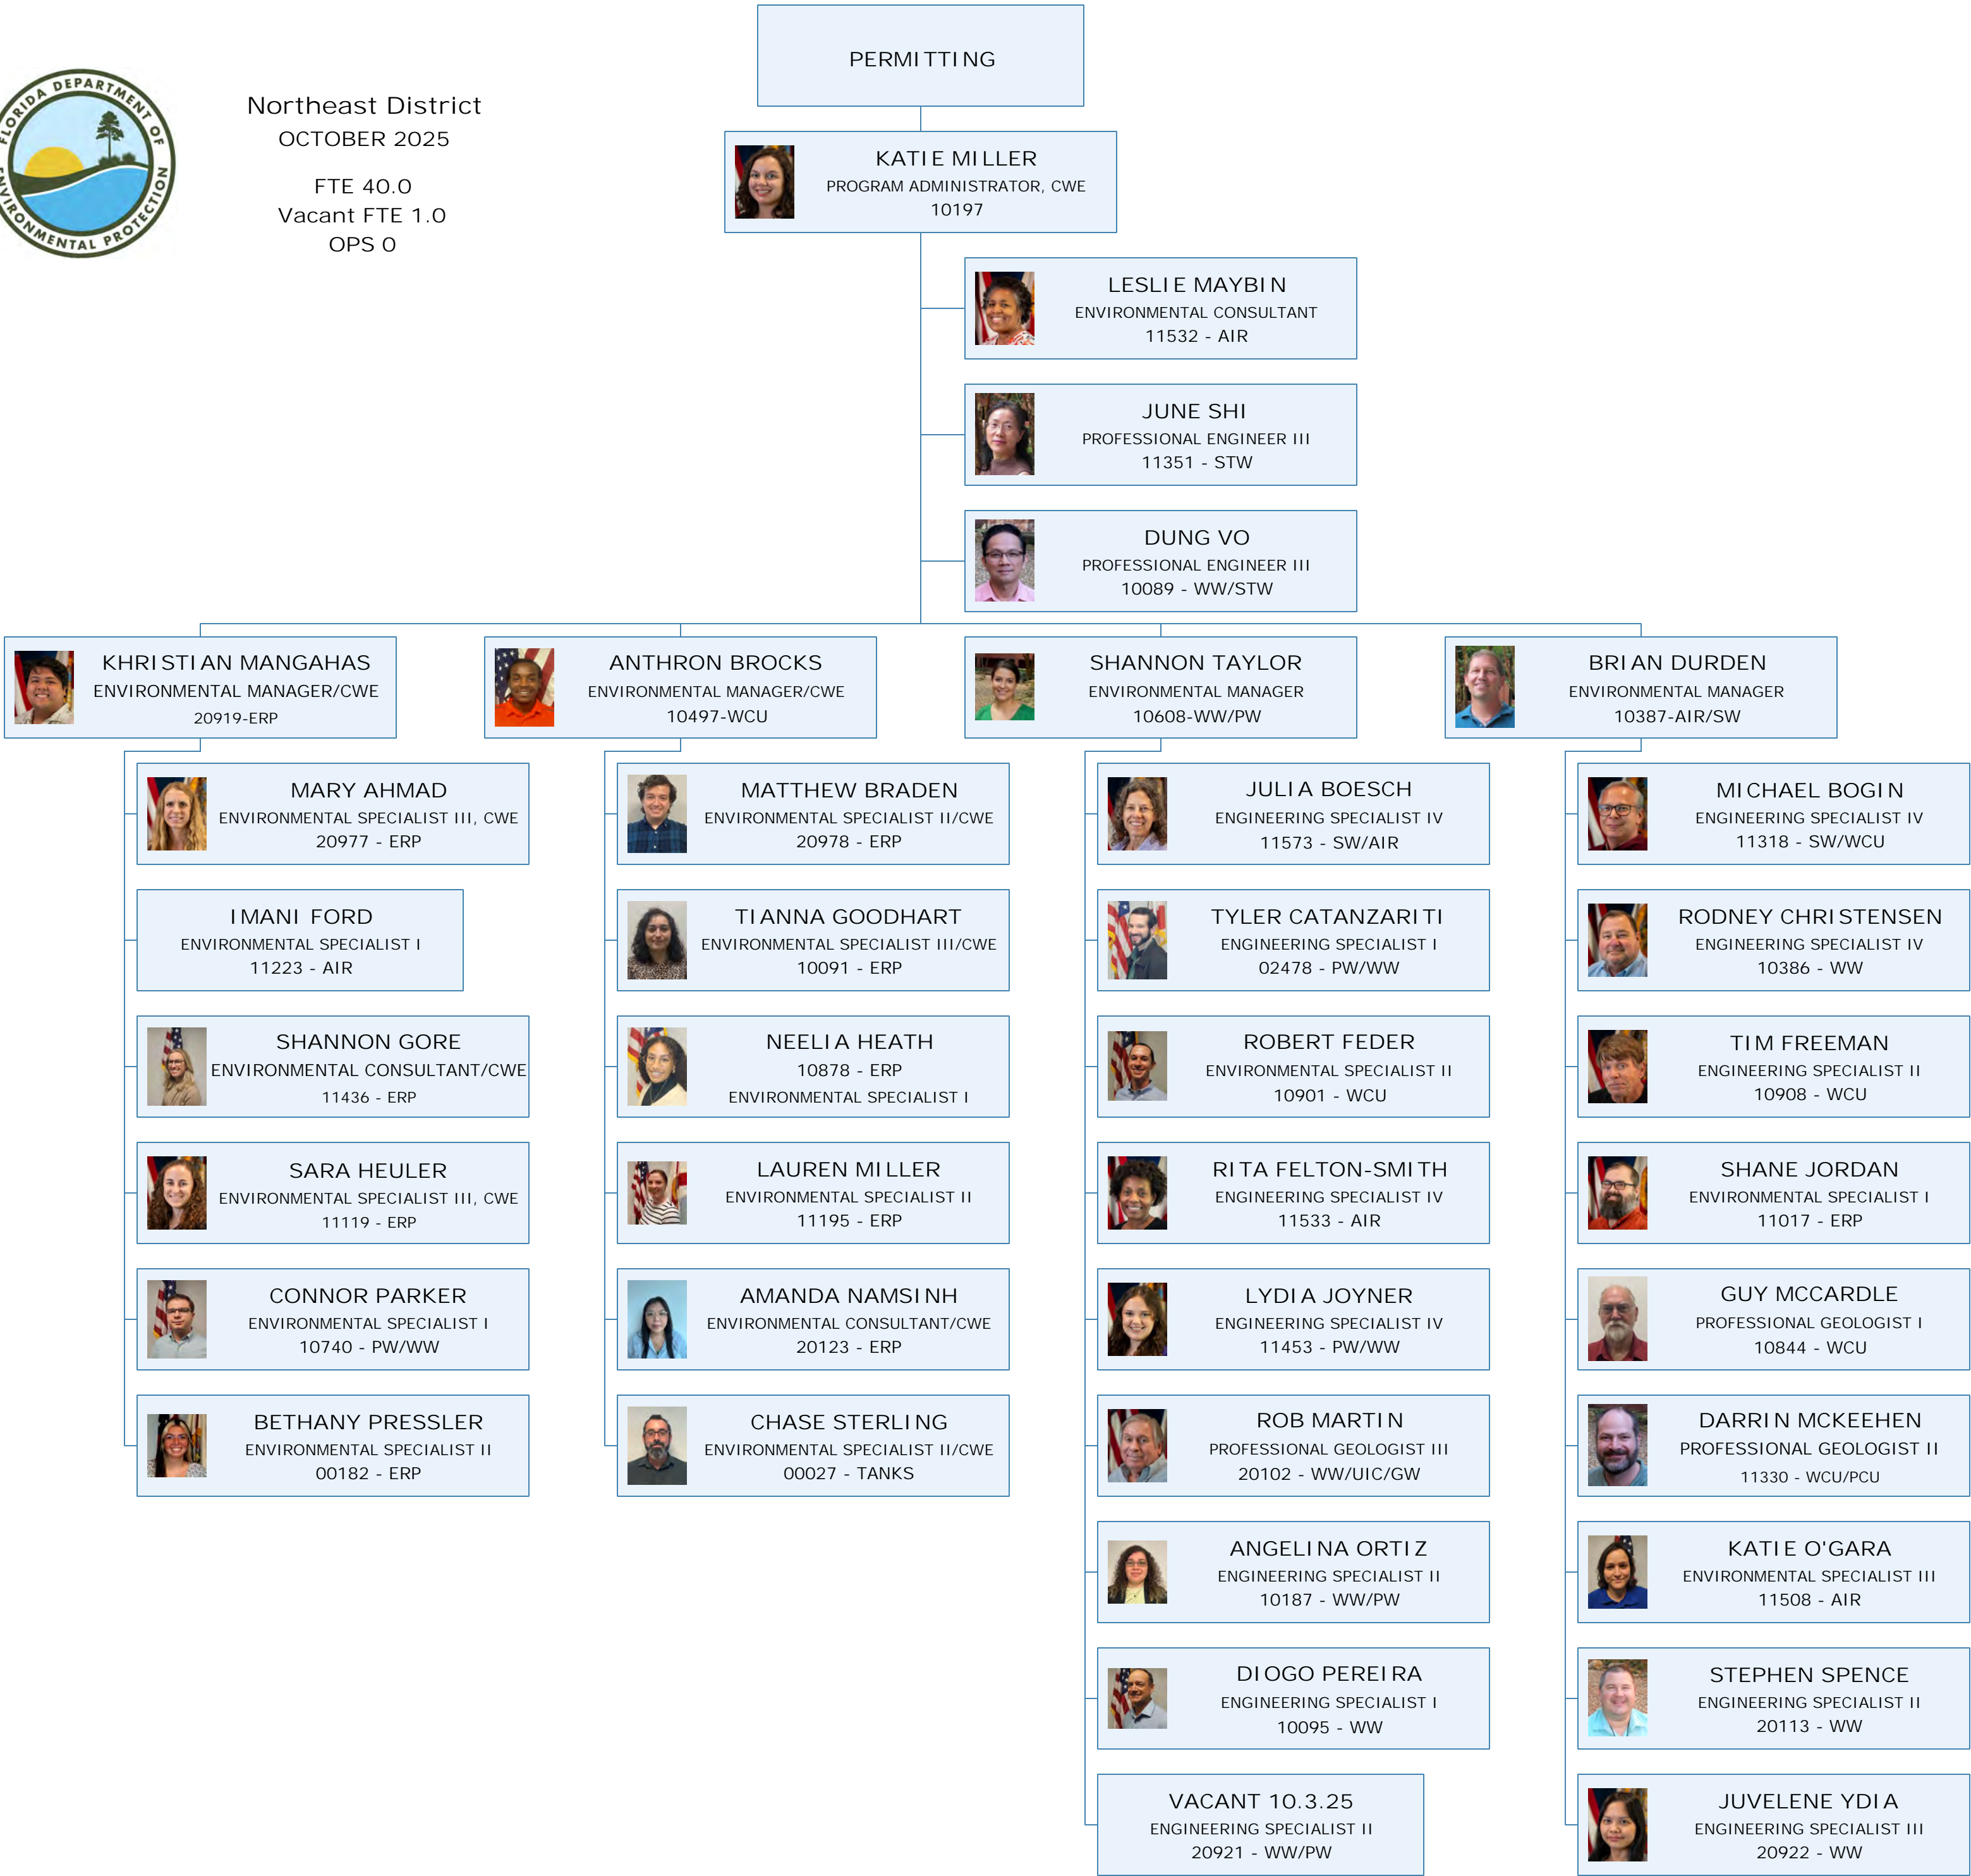 FLORIDA DEPARTMENT OF
ENVIRONMENTAL PROTECTION
Northeast District
OCTOBER 2025
FTE 40.0
Vacant FTE 1.0
OPS 0
PERMITTING
KATIE MILLER
PROGRAM ADMINISTRATOR, CWE
10197
LESLIE MAYBIN
ENVIRONMENTAL CONSULTANT
11532 - AIR
JUNE SHI
PROFESSIONAL ENGINEER III
11351 - STW
DUNG VO
PROFESSIONAL ENGINEER III
10089 - WW/STW
KHRISTIAN MANGAHAS
ENVIRONMENTAL MANAGER/CWE
20919-ERP
MARY AHMAD
ENVIRONMENTAL SPECIALIST III, CWE
20977 - ERP
IMANI FORD
ENVIRONMENTAL SPECIALIST I
11223 - AIR
SHANNON GORE
ENVIRONMENTAL CONSULTANT/CWE
11436 - ERP
SARA HEULER
ENVIRONMENTAL SPECIALIST III, CWE
11119 - ERP
CONNOR PARKER
ENVIRONMENTAL SPECIALIST I
10740 - PW/WW
BETHANY PRESSLER
ENVIRONMENTAL SPECIALIST II
00182 - ERP
ANTHRON BROCKS
ENVIRONMENTAL MANAGER/CWE
10497-WCU
MATTHEW BRADEN
ENVIRONMENTAL SPECIALIST II/CWE
20978 - ERP
TIANNA GOODHART
ENVIRONMENTAL SPECIALIST III/CWE
10091 - ERP
NEELIA HEATH
10878 - ERP
ENVIRONMENTAL SPECIALIST I
LAUREN MILLER
ENVIRONMENTAL SPECIALIST II
11195 - ERP
AMANDA NAMSINH
ENVIRONMENTAL CONSULTANT/CWE
20123 - ERP
CHASE STERLING
ENVIRONMENTAL SPECIALIST II/CWE
00027 - TANKS
SHANNON TAYLOR
ENVIRONMENTAL MANAGER
10608-WW/PW
JULIA BOESCH
ENGINEERING SPECIALIST IV
11573 - SW/AIR
TYLER CATANZARITI
ENGINEERING SPECIALIST I
02478 - PW/WW
ROBERT FEDER
ENVIRONMENTAL SPECIALIST II
10901 - WCU
RITA FELTON-SMITH
ENGINEERING SPECIALIST IV
11533 - AIR
LYDIA JOYNER
ENGINEERING SPECIALIST IV
11453 - PW/WW
ROB MARTIN
PROFESSIONAL GEOLOGIST III
20102 - WW/UIC/GW
ANGELINA ORTIZ
ENGINEERING SPECIALIST II
10187 - WW/PW
DIOGO PEREIRA
ENGINEERING SPECIALIST I
10095 - WW
VACANT 10.3.25
ENGINEERING SPECIALIST II
20921 - WW/PW
BRIAN DURDEN
ENVIRONMENTAL MANAGER
10387-AIR/SW
MICHAEL BOGIN
ENGINEERING SPECIALIST IV
11318 - SW/WCU
RODNEY CHRISTENSEN
ENGINEERING SPECIALIST IV
10386 - WW
TIM FREEMAN
ENGINEERING SPECIALIST II
10908 - WCU
SHANE JORDAN
ENVIRONMENTAL SPECIALIST I
11017 - ERP
GUY MCCARDLE
PROFESSIONAL GEOLOGIST I
10844 - WCU
DARRIN MCKEEHEN
PROFESSIONAL GEOLOGIST II
11330 - WCU/PCU
KATIE O'GARA
ENVIRONMENTAL SPECIALIST III
11508 - AIR
STEPHEN SPENCE
ENGINEERING SPECIALIST II
20113 - WW
JUVELENE YDIA
ENGINEERING SPECIALIST III
20922 - WW